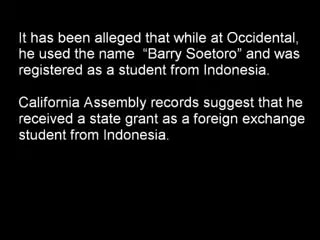 It has been alleged that while at Occidental,
he used the name  “Barry Soetoro” and was
registered as a student from Indonesia.
California Assembly records suggest that he
received a state grant as a foreign exchange
student from Indonesia.